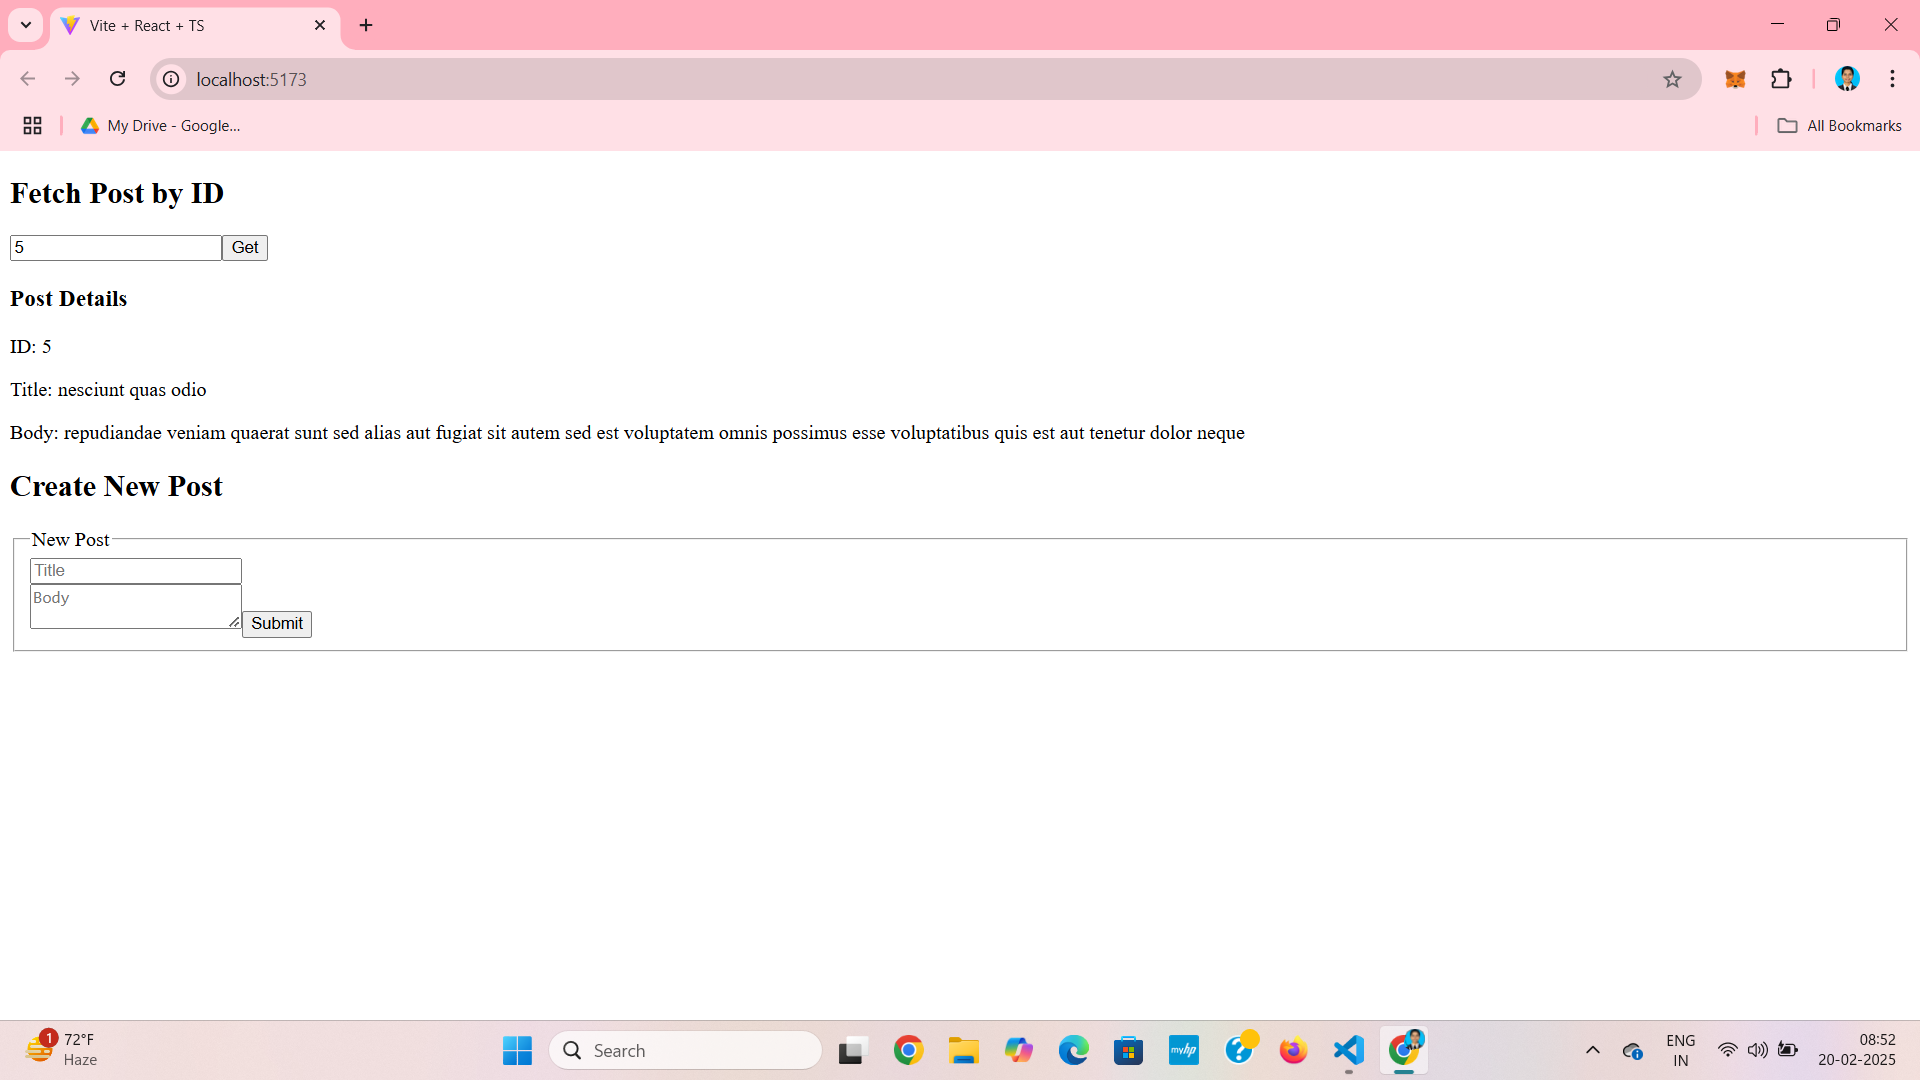 Vite + React + TS
localhost:5173
My Drive - Google...
All Bookmarks
Fetch Post by ID
5
Get
Post Details
ID: 5
Title: nesciunt quas odio
Body: repudiandae veniam quaerat sunt sed alias aut fugiat sit autem sed est voluptatem omnis possimus esse voluptatibus quis est aut tenetur dolor neque
Create New Post
New Post
Title
Body
Submit
1
72°F
Haze
Search
myhp
ENG
IN
08:52
20-02-2025